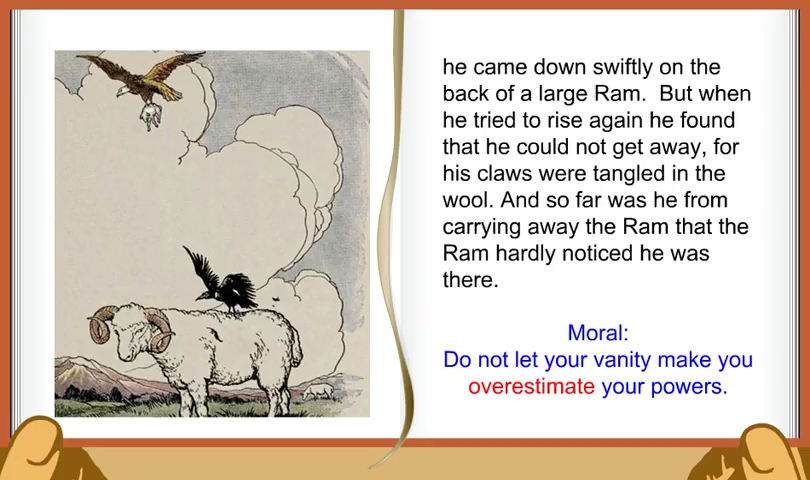 he came down swiftly on the
back of a large Ram.  But when
he tried to rise again he found
that he could not get away, for
his claws were tangled in the
wool. And so far was he from
carrying away the Ram that the
Ram hardly noticed he was
there.
Moral:
Do not let your vanity make you
overestimate your powers.